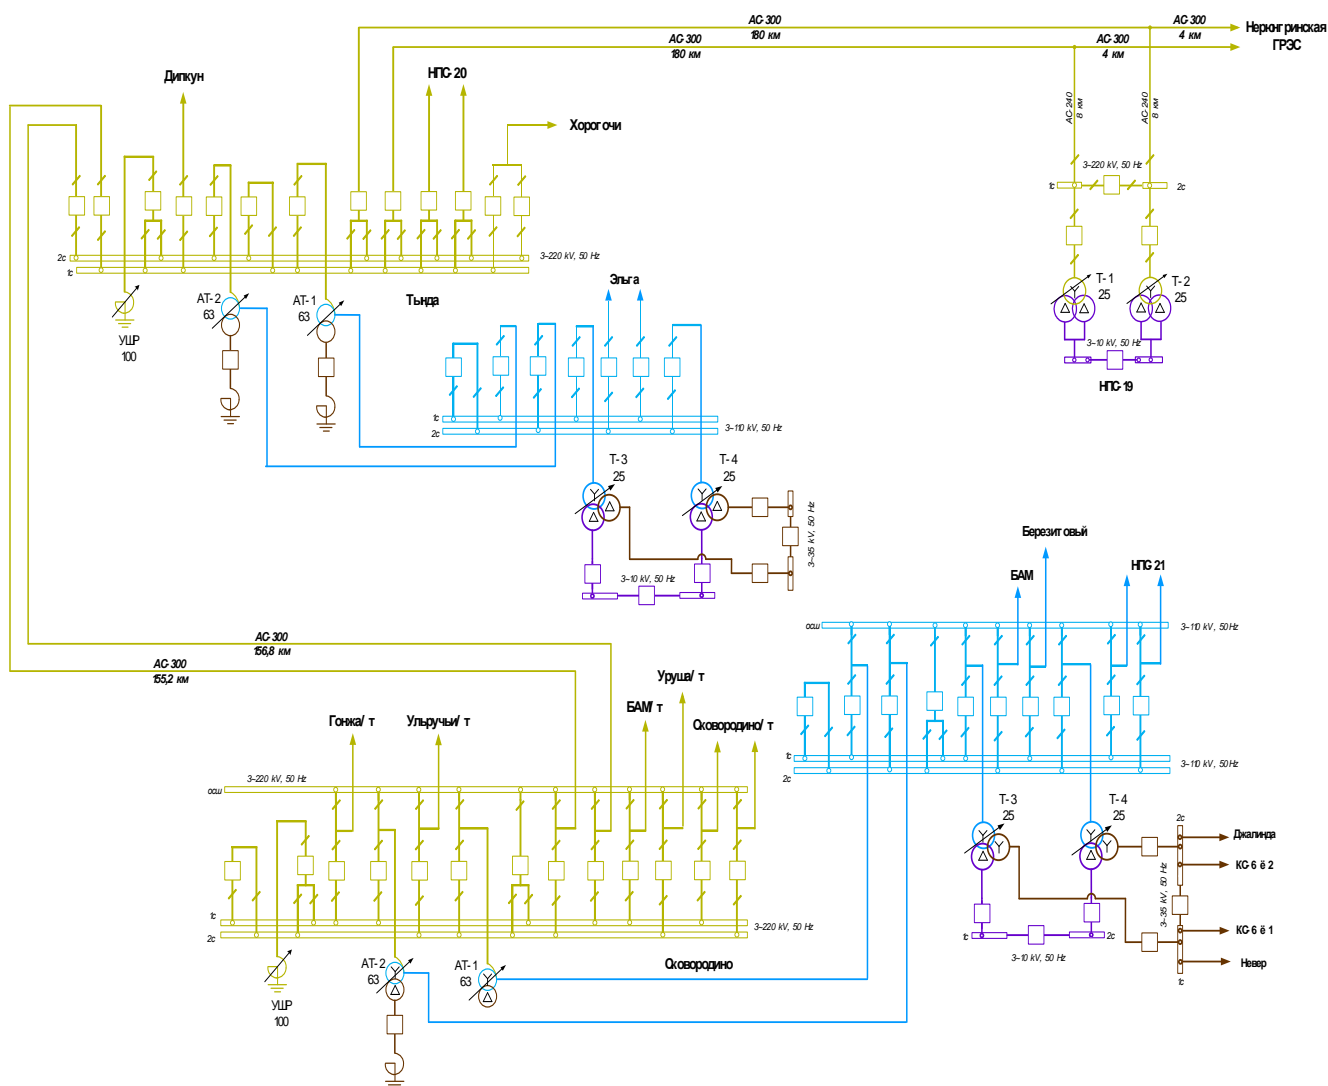 АС-300
180 км
АС-300
4 км
Нерюнгринская
ГРЭС
АС-300
180 км
АС-300
4 км
Дипкун
НПС-20
Хорогочи
АС-240
8 км
АС-240
8 км
3~220 kV, 50 Hz
1с
2с
2с
1с
3~220 kV, 50 Hz
Т-1
25
Т-2
25
3~10 kV, 50 Hz
НПС-19
УШР
100
АТ-2
63
АТ-1
63
Тында
Эльга
1с
2с
3~110 kV, 50 Hz
Т-3
25
Т-4
25
3~35 kV, 50 Hz
3~10 kV, 50 Hz
Березитовый
БАМ
НПС 21
осш
3~110 kV, 50Hz
АС-300
156,8 км
АС-300
155,2 км
Гонжа/ т
Улъручьи/ т
БАМ/ т
Уруша/ т
Сковородино/ т
3~220 kV, 50 Hz
осш
1с
2с
3~110 kV, 50Hz
1с
2с
3~220 kV, 50 Hz
Т-3
25
Т-4
25
2с
Джалинда
КС-6 ё 2
3~35 kV, 50 Hz
КС-6 ё 1
Невер
1с
1с
2с
3~10 kV, 50 Hz
УШР
100
АТ-2
63
АТ-1
63
Сковородино